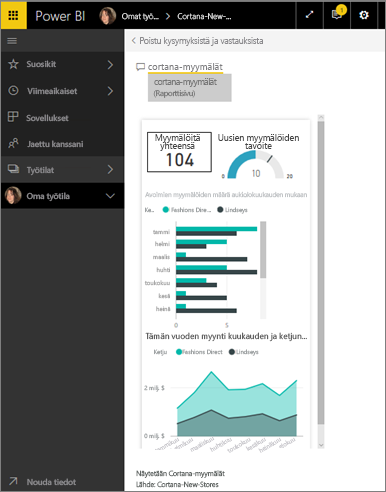 Power BI
Omat työ...
Cortana-New-...
1
Poistu kysymyksistä ja vastauksista
Suosikit
Viimeaikaiset
Sovellukset
Jaettu kanssani
Työtilat
Oma työtila
Nouda tiedot
cortana-myymälät
cortana-myymälät
(Raporttisivu)
Myymälöitä yhteensä
104
Uusien myymälöiden tavoite
0
10
20
Avoimien myymälöiden määrä aukiolokuukauden mukaan
Ke...
Fashions Direc...
Lindseys
tammi
helmi
maalis
huhti
toukokuu
kesä
heinä
0
5
Tämän vuoden myynti kuukauden ja ketjun...
Ketju
Fashions Direct
Lindseys
2 milj. $
0 milj. $
Näytetään Cortana-myymälät
Lähde: Cortana-New-Stores